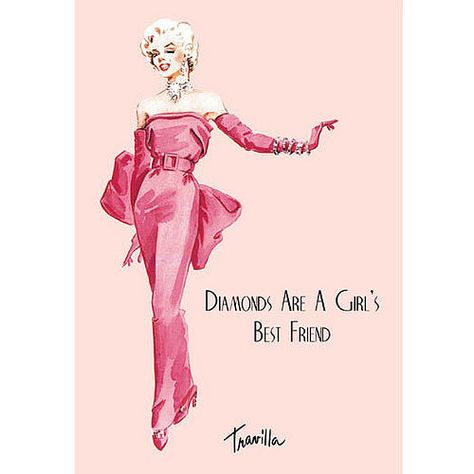 Diamonds Are A Girl's
Best Friend
Travilla